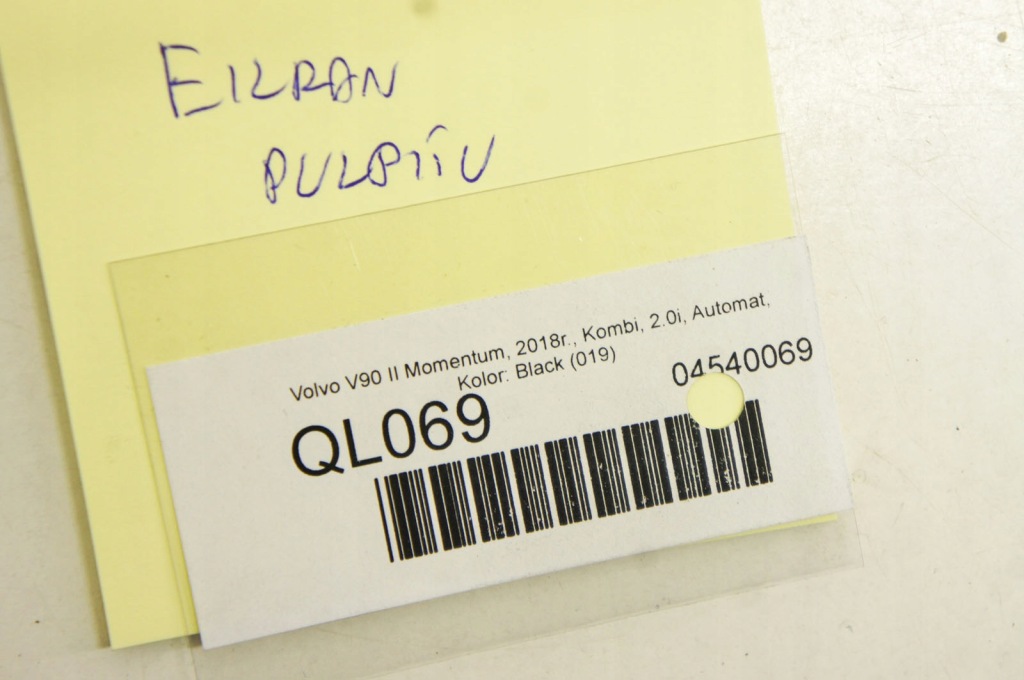 EKRAN
PULPITU
Volvo V90 II Momentum, 2018r., Kombi, 2.0i, Automat,
Kolor: Black (019)
04540069
QL069